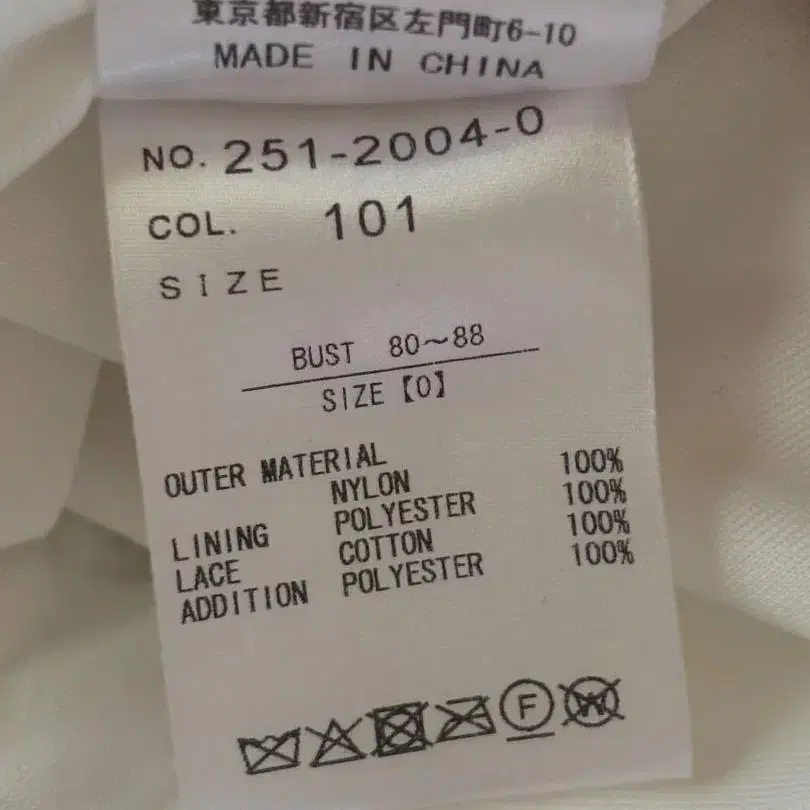 東京都新宿区左門町6-10
MADE IN CHINA
NO. 251-2004-0
COL. 101
SIZE
BUST 80～88
SIZE【0】
OUTER MATERIAL
NYLON 100%
LINING POLYESTER 100%
LACE COTTON 100%
ADDITION POLYESTER 100%
F W